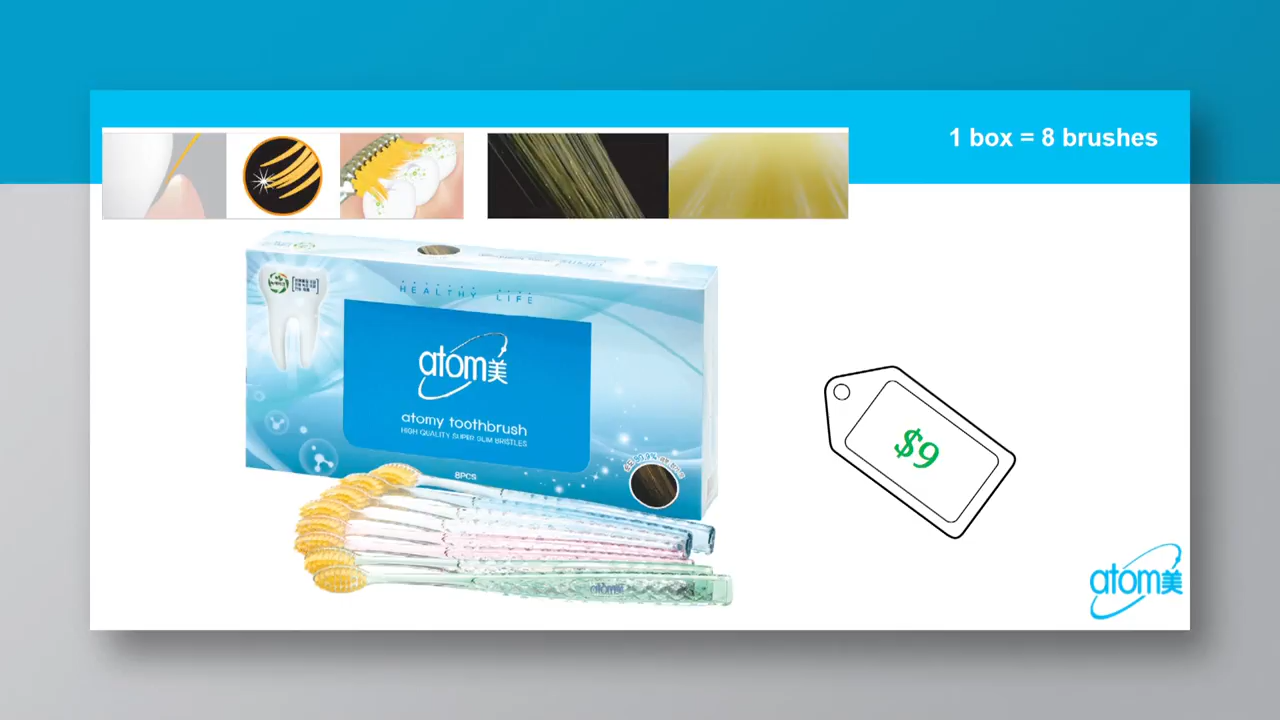 1 box = 8 brushes
HEALTHY LIFE
atom美
atomy toothbrush
HIGH QUALITY SUPER SLIM BRISTLES
8PCS
$9
atom美